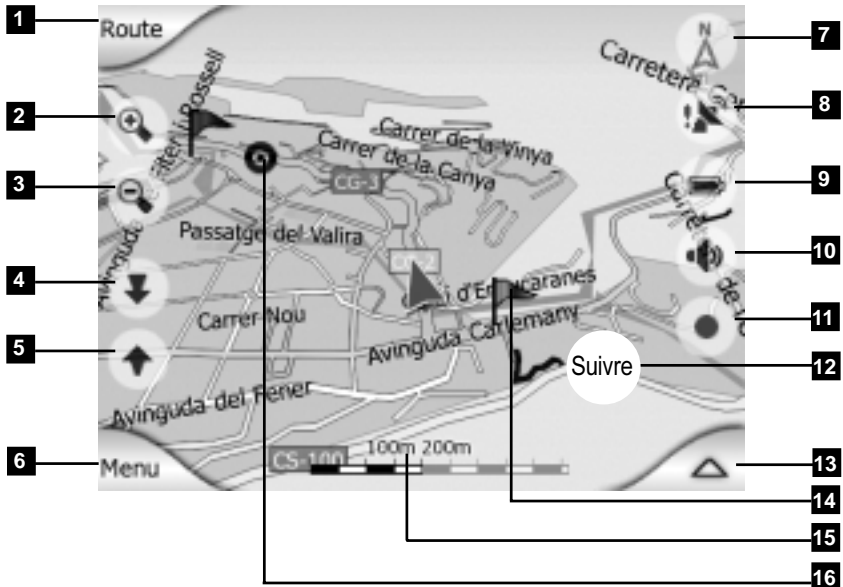 1
Route
2
3
4
5
6
Menu
7
N
8
9
10
11
12
Suivre
13
14
15
16
Carretera
Carrer de la Vinya
Carrer de la Canya
CG-3
Passatge del Valira
CG-2
Carrer Nou
Avinguda Carlemany
Avinguda del Fener
CS-100
100m 200m